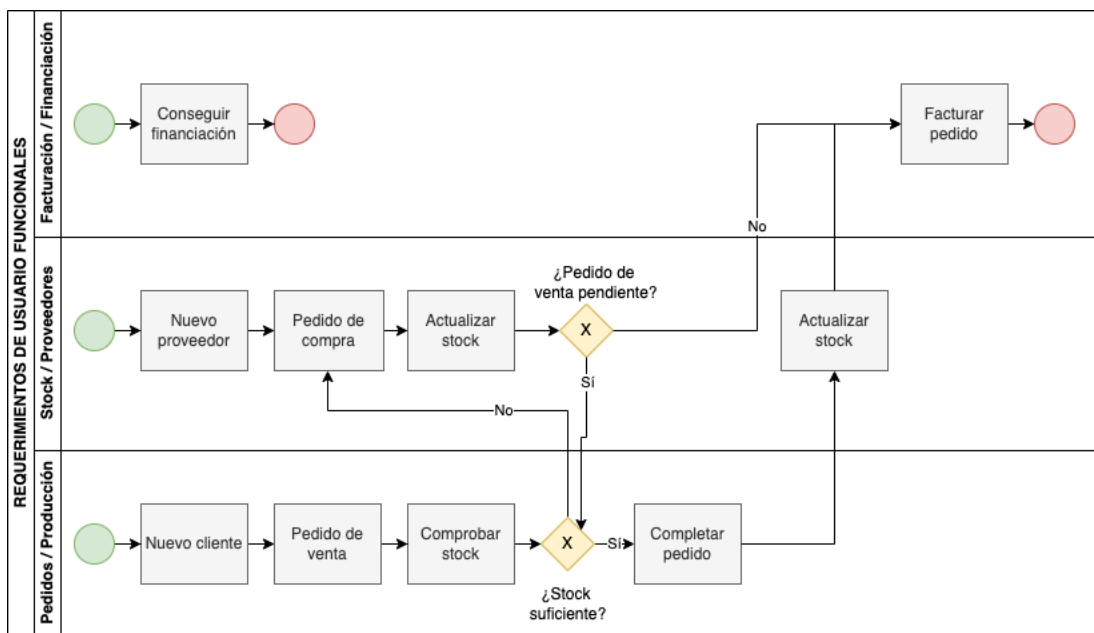 REQUERIMIENTOS DE USUARIO FUNCIONALES
Facturación / Financiación
Conseguir
financiación
Facturar
pedido
No
Stock / Proveedores
¿Pedido de
venta pendiente?
Nuevo
proveedor
Pedido de
compra
Actualizar
stock
X
Actualizar
stock
Sí
No
Pedidos / Producción
Nuevo cliente
Pedido de
venta
Comprobar
stock
X
Sí
Completar
pedido
¿Stock
suficiente?